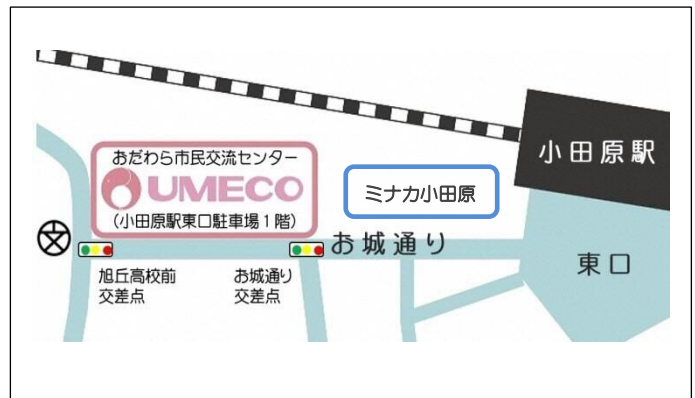 小田原駅
おだわら市民交流センター
UMECO
(小田原駅東口駐車場1階)
ミナカ小田原
お城通り
東口
旭丘高校前
交差点
お城通り
交差点
文